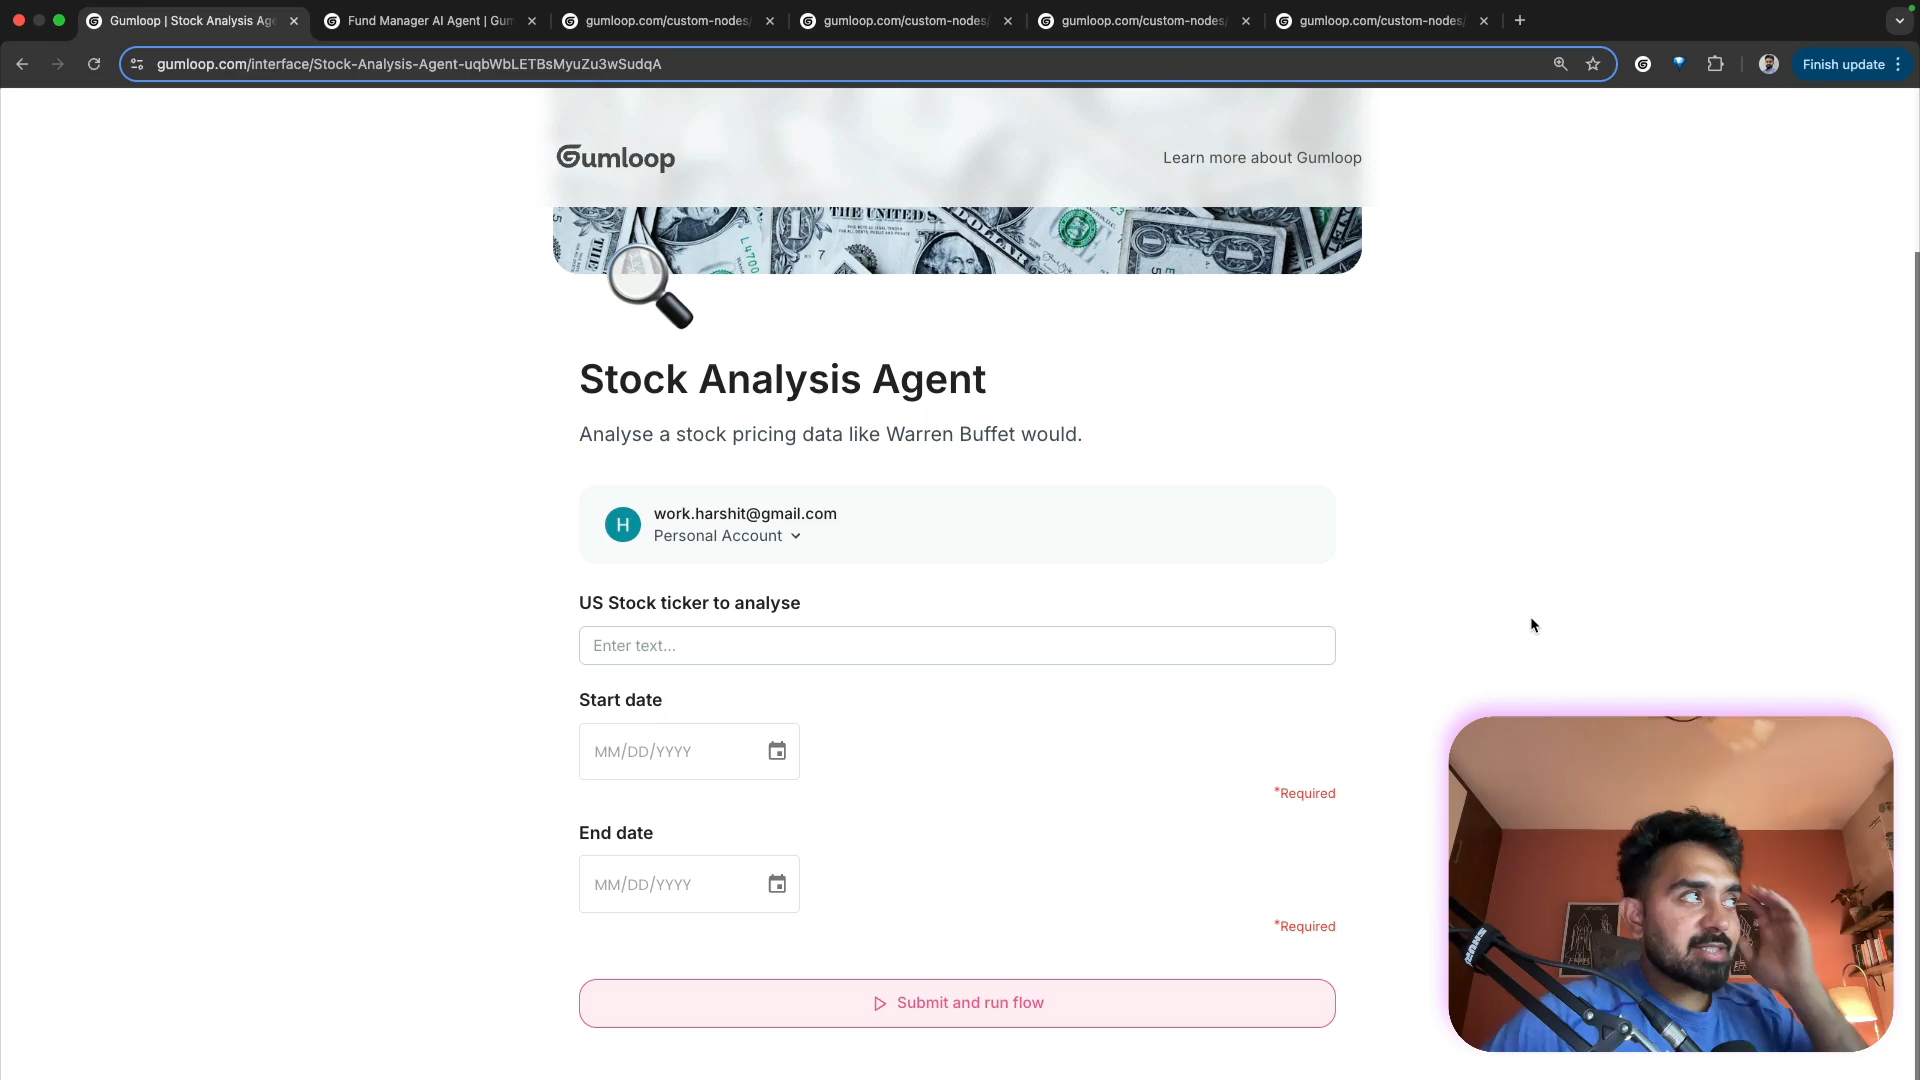 Gumloop | Stock Analysis Age
Fund Manager AI Agent | Gum
gumloop.com/custom-nodes/
gumloop.com/custom-nodes/
gumloop.com/custom-nodes/
gumloop.com/custom-nodes/
gumloop.com/interface/Stock-Analysis-Agent-uqbWbLETBsMyuZu3wSudqA
Finish update
Gumloop
Learn more about Gumloop
THE UNITED S
Stock Analysis Agent
Analyse a stock pricing data like Warren Buffet would.
H
work.harshit@gmail.com
Personal Account
US Stock ticker to analyse
Enter text...
Start date
MM/DD/YYYY
*Required
End date
MM/DD/YYYY
*Required
Submit and run flow